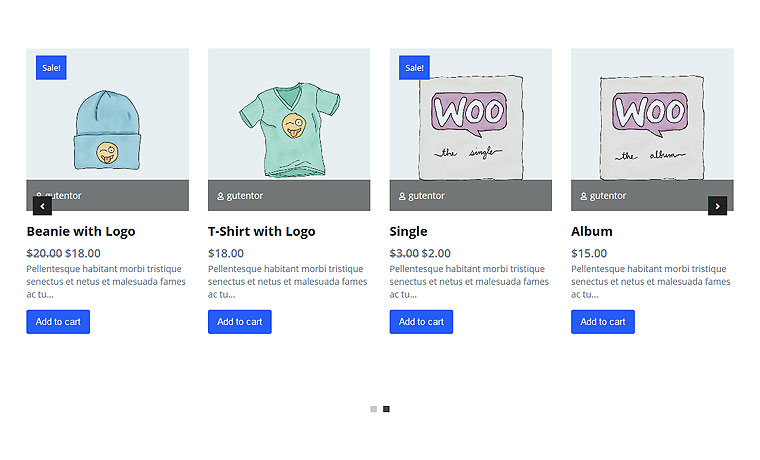 Sale!
gutentor
Beanie with Logo
$20.00 $18.00
Pellentesque habitant morbi tristique
senectus et netus et malesuada fames
ac tu...
Add to cart
gutentor
T-Shirt with Logo
$18.00
Pellentesque habitant morbi tristique
senectus et netus et malesuada fames
ac tu...
Add to cart
Sale!
WOO
the single
gutentor
Single
$3.00 $2.00
Pellentesque habitant morbi tristique
senectus et netus et malesuada fames
ac tu...
Add to cart
WOO
the album
gutentor
Album
$15.00
Pellentesque habitant morbi tristique
senectus et netus et malesuada fames
ac tu...
Add to cart